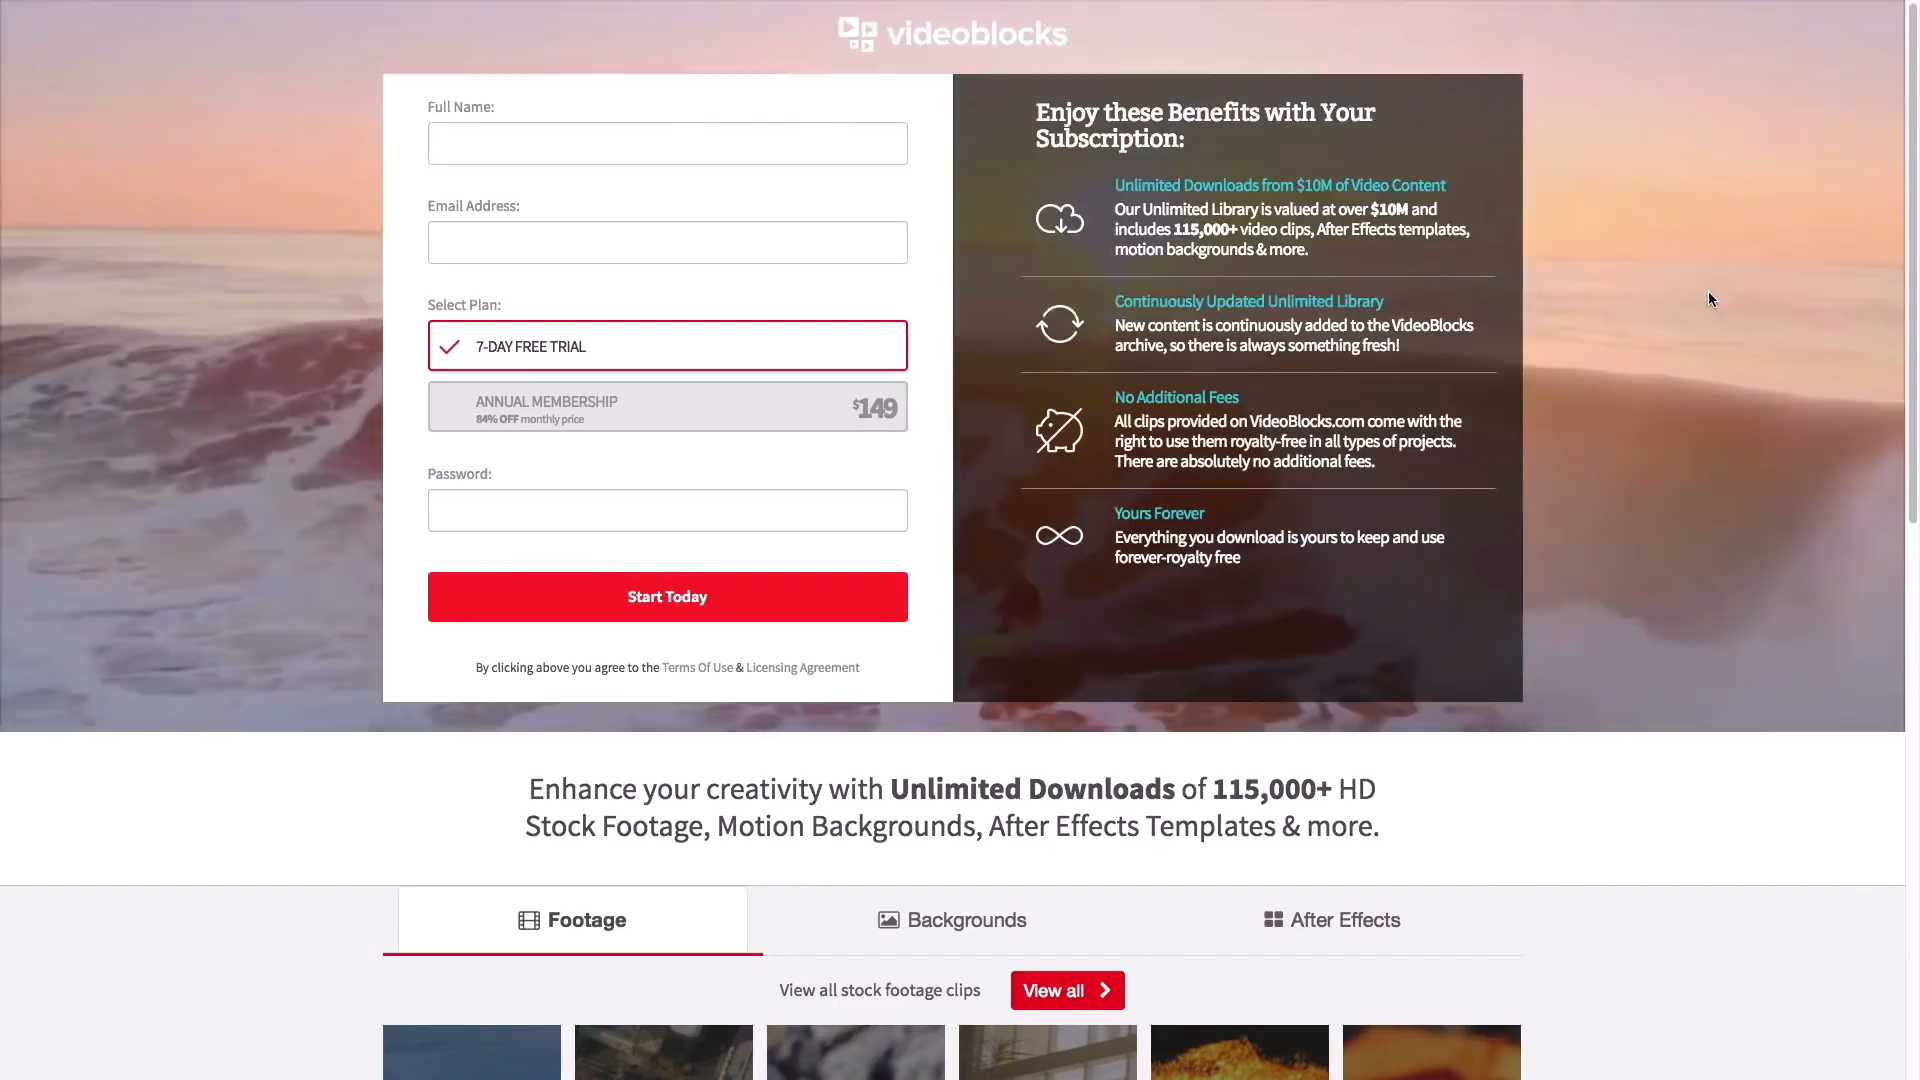 videoblocks
Full Name:
Email Address:
Select Plan:
7-DAY FREE TRIAL
ANNUAL MEMBERSHIP
84% OFF monthly price
$149
Password:
Start Today
By clicking above you agree to the Terms Of Use & Licensing Agreement
Enjoy these Benefits with Your
Subscription:
Unlimited Downloads from $10M of Video Content
Our Unlimited Library is valued at over $10M and
includes 115,000+ video clips, After Effects templates,
motion backgrounds & more.
Continuously Updated Unlimited Library
New content is continuously added to the VideoBlocks
archive, so there is always something fresh!
No Additional Fees
All clips provided on VideoBlocks.com come with the
right to use them royalty-free in all types of projects.
There are absolutely no additional fees.
Yours Forever
Everything you download is yours to keep and use
forever-royalty free
Enhance your creativity with Unlimited Downloads of 115,000+ HD
Stock Footage, Motion Backgrounds, After Effects Templates & more.
Footage
Backgrounds
After Effects
View all stock footage clips
View all